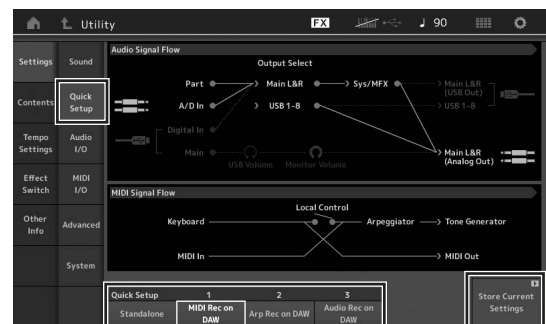 Utility
FX
90
Settings
Sound
Contents
Quick
Setup
Tempo
Settings
Audio
I/O
Effect
Switch
MIDI
I/O
Other
Info
Advanced
System
Audio Signal Flow
Output Select
Part
Main L&R
Sys/MFX
Main L&R
(USB Out)
A/D In
USB 1-8
USB 1-8
Digital In
Main
USB Volume
Monitor Volume
Main L&R
(Analog Out)
MIDI Signal Flow
Local Control
Keyboard
Arpeggiator
Tone Generator
MIDI In
MIDI Out
Quick Setup
1
2
3
Standalone
MIDI Rec on
DAW
Arp Rec on DAW
Audio Rec on
DAW
Store Current
Settings